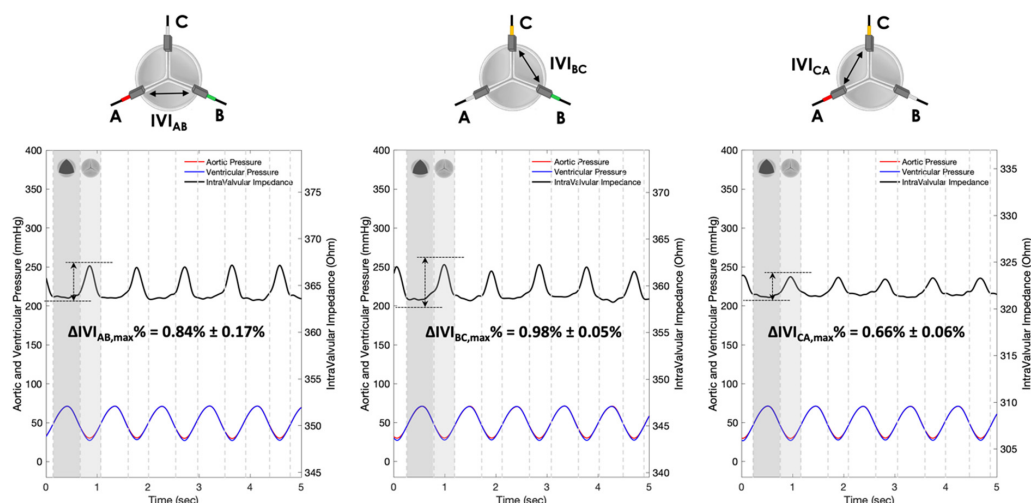 C
A
B
IVI_AB
C
IVI_BC
A
B
C
IVI_CA
A
B
Aortic and Ventricular Pressure (mmHg)
400
350
300
250
200
150
100
50
0
Aortic Pressure
Ventricular Pressure
IntraValvular Impedance
ΔIVI_AB,max% = 0.84% ± 0.17%
375
370
365
360
355
350
345
IntraValvular Impedance (Ohm)
0 1 2 3 4 5
Time (sec)
Aortic and Ventricular Pressure (mmHg)
400
350
300
250
200
150
100
50
0
Aortic Pressure
Ventricular Pressure
IntraValvular Impedance
ΔIVI_BC,max% = 0.98% ± 0.05%
370
365
360
355
350
345
340
IntraValvular Impedance (Ohm)
0 1 2 3 4 5
Time (sec)
Aortic and Ventricular Pressure (mmHg)
400
350
300
250
200
150
100
50
0
Aortic Pressure
Ventricular Pressure
IntraValvular Impedance
ΔIVI_CA,max% = 0.66% ± 0.06%
335
330
325
320
315
310
305
IntraValvular Impedance (Ohm)
0 1 2 3 4 5
Time (sec)